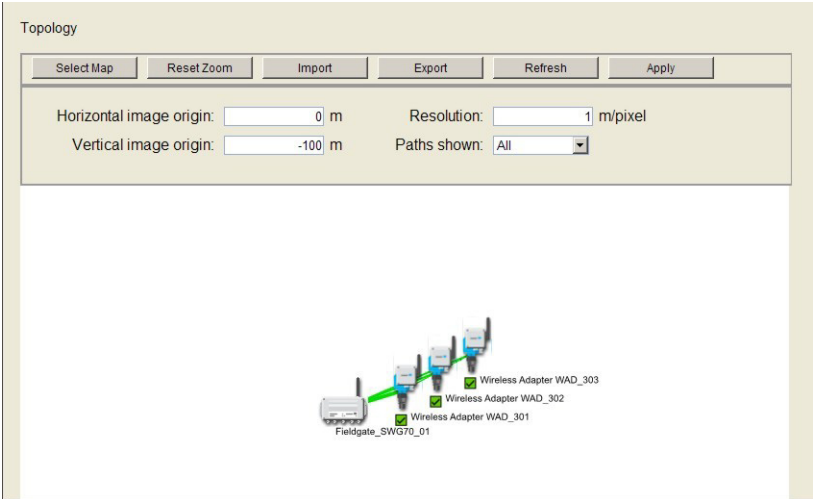 Topology
Select Map Reset Zoom Import Export Refresh Apply
Horizontal image origin: 0 m Resolution: 1 m/pixel
Vertical image origin: -100 m Paths shown: All
Wireless Adapter WAD_303
Wireless Adapter WAD_302
Wireless Adapter WAD_301
Fieldgate_SWG70_01